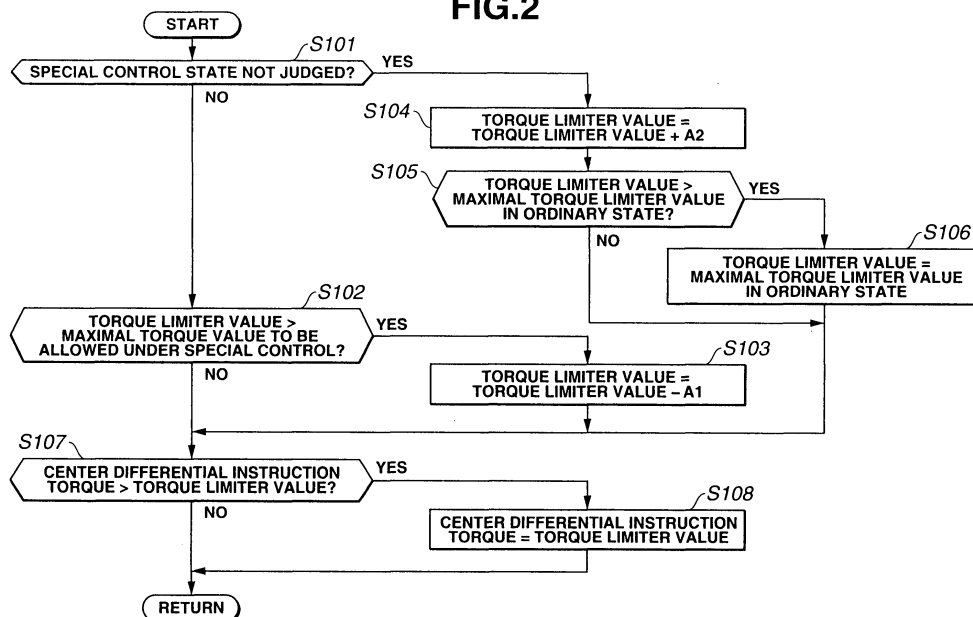 FIG.2
START
S101
SPECIAL CONTROL STATE NOT JUDGED?
YES
NO
S104
TORQUE LIMITER VALUE =
TORQUE LIMITER VALUE + A2
S105
TORQUE LIMITER VALUE >
MAXIMAL TORQUE LIMITER VALUE
IN ORDINARY STATE?
YES
NO
S106
TORQUE LIMITER VALUE =
MAXIMAL TORQUE LIMITER VALUE
IN ORDINARY STATE
S102
TORQUE LIMITER VALUE >
MAXIMAL TORQUE VALUE TO BE
ALLOWED UNDER SPECIAL CONTROL?
YES
NO
S103
TORQUE LIMITER VALUE =
TORQUE LIMITER VALUE – A1
S107
CENTER DIFFERENTIAL INSTRUCTION
TORQUE > TORQUE LIMITER VALUE?
YES
NO
S108
CENTER DIFFERENTIAL INSTRUCTION
TORQUE = TORQUE LIMITER VALUE
RETURN